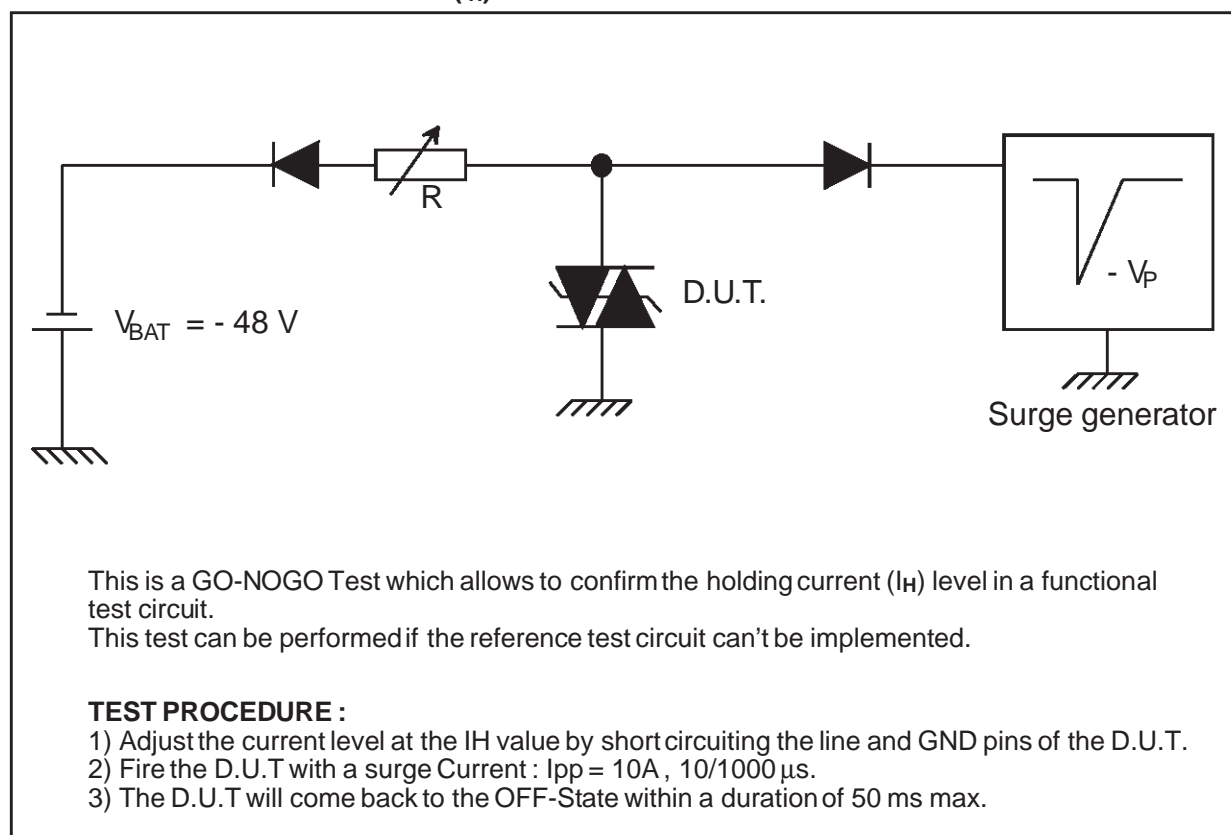 R
- VP
D.U.T.
VBAT = - 48 V
Surge generator
This is a GO-NOGO Test which allows to confirm the holding current (IH) level in a functional
test circuit.
This test can be performed if the reference test circuit can't be implemented.
TEST PROCEDURE :
1) Adjust the current level at the IH value by short circuiting the line and GND pins of the D.U.T.
2) Fire the D.U.T with a surge Current : Ipp = 10A , 10/1000 µs.
3) The D.U.T will come back to the OFF-State within a duration of 50 ms max.